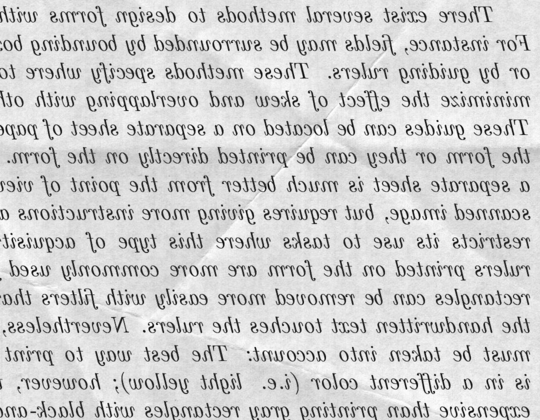 There exist several methods to design forms with
For instance, fields may be surrounded by bounding box
or by guiding rulers. These methods specify where to
minimize the effect of skew and overlapping with oth
These guides can be located on a separate sheet of pape
the form or they can be printed directly on the form.
a separate sheet is much better from the point of view
scanned image, but requires giving more instructions a
restricts its use to tasks where this type of acquisiti
rulers printed on the form are more commonly used
rectangles can be removed more easily with filters tha
the handwritten text touches the rulers. Nevertheless,
must be taken into account: The best way to print
is in a different color (i.e. light yellow); however,
expensive than printing gray rectangles with black-and